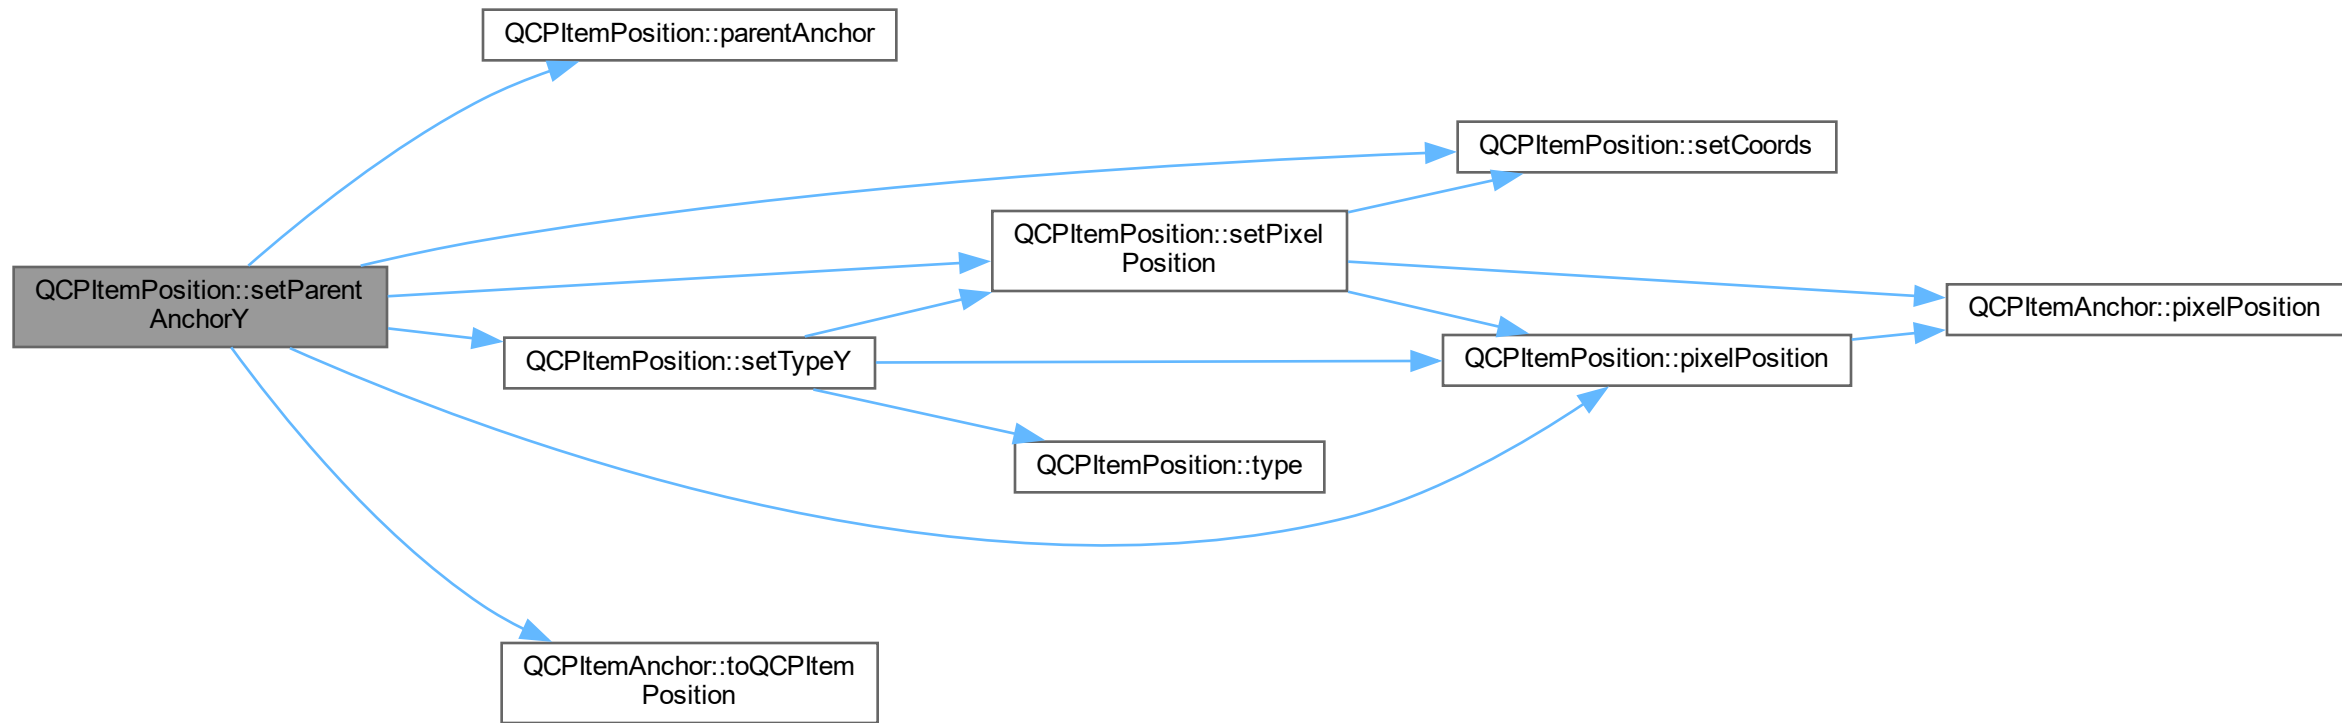 QCPItemPosition::parentAnchor
QCPItemPosition::setCoords
QCPItemPosition::setPixel
Position
QCPItemPosition::setParent
AnchorY
QCPItemAnchor::pixelPosition
QCPItemPosition::setTypeY
QCPItemPosition::pixelPosition
QCPItemPosition::type
QCPItemAnchor::toQCPItem
Position